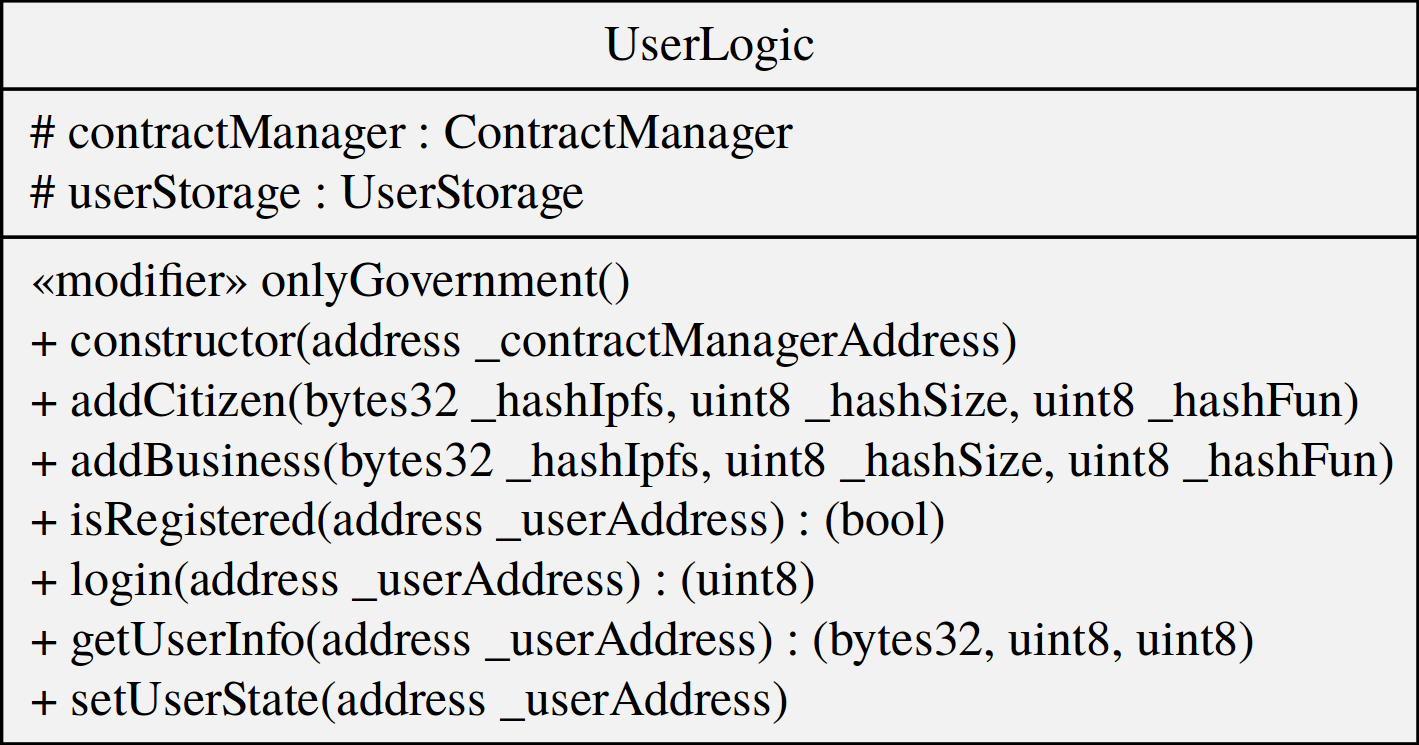 UserLogic
# contractManager : ContractManager
# userStorage : UserStorage
«modifier» onlyGovernment()
+ constructor(address _contractManagerAddress)
+ addCitizen(bytes32 _hashIpfs, uint8 _hashSize, uint8 _hashFun)
+ addBusiness(bytes32 _hashIpfs, uint8 _hashSize, uint8 _hashFun)
+ isRegistered(address _userAddress) : (bool)
+ login(address _userAddress) : (uint8)
+ getUserInfo(address _userAddress) : (bytes32, uint8, uint8)
+ setUserState(address _userAddress)